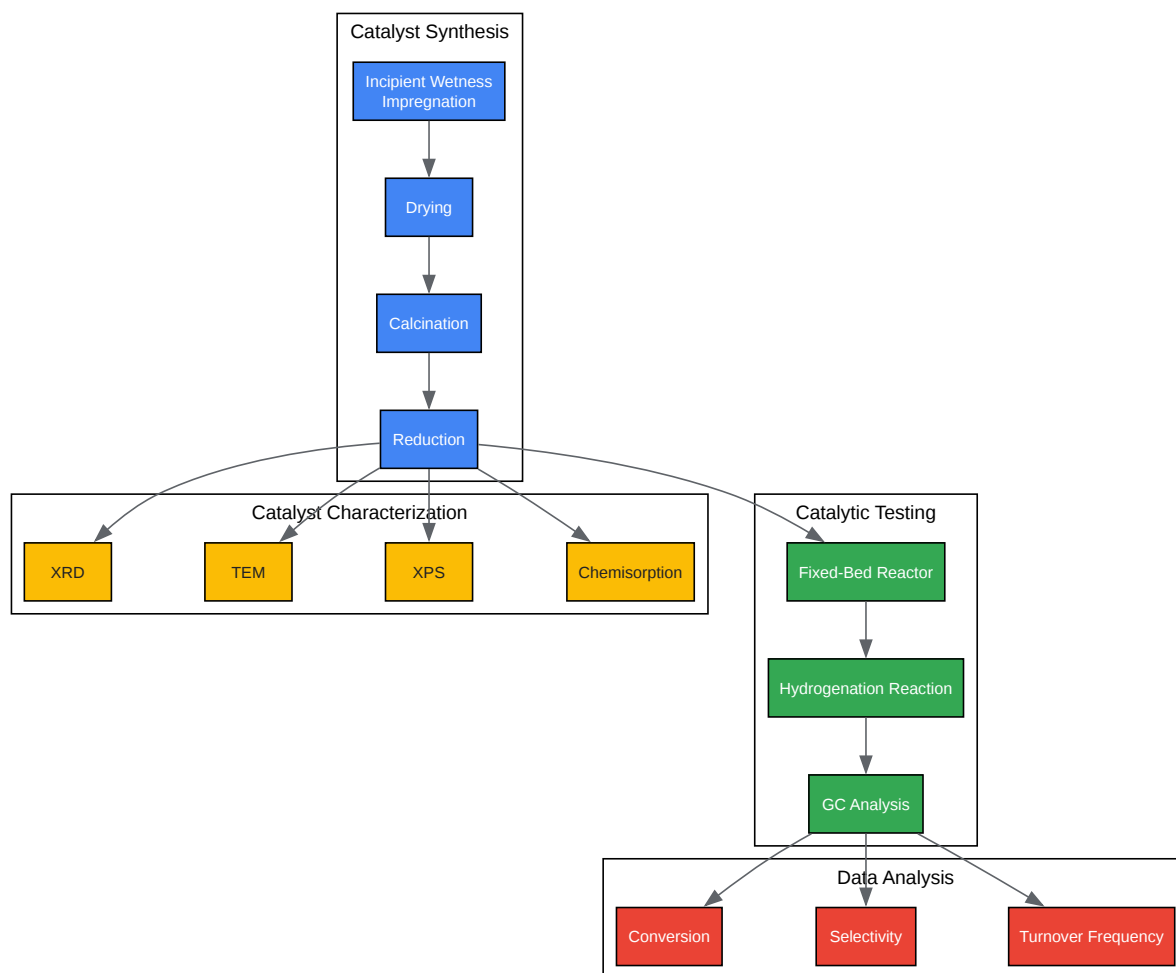 Catalyst Synthesis
Incipient Wetness
Impregnation
Drying
Calcination
Reduction
Catalyst Characterization
XRD
TEM
XPS
Chemisorption
Catalytic Testing
Fixed-Bed Reactor
Hydrogenation Reaction
GC Analysis
Data Analysis
Conversion
Selectivity
Turnover Frequency